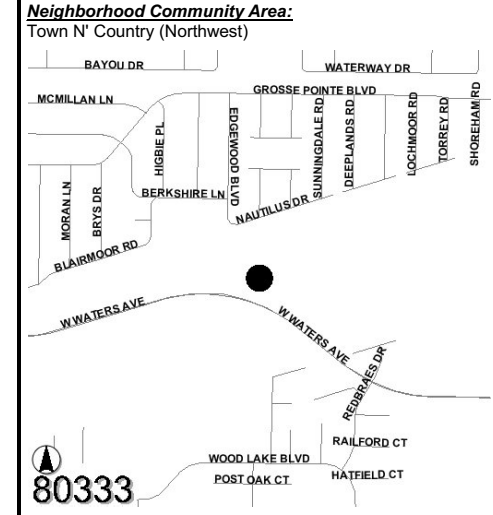 Neighborhood Community Area:
Town N' Country (Northwest)
BAYOU DR
WATERWAY DR
GROSSE POINTE BLVD
MCMILLAN LN
HIGBIE PL
EDGEWOOD BLVD
SUNNINGDALE RD
DEEPLANDS RD
LOCHMOOR RD
TORREY RD
SHOREHAM RD
MORAN LN
BRYS DR
BERKSHIRE LN
NAUTILUS DR
BLAIRMOOR RD
W WATERS AVE
W WATERS AVE
REDBRAES DR
RAILFORD CT
WOOD LAKE BLVD
POST OAK CT
HATFIELD CT
80333